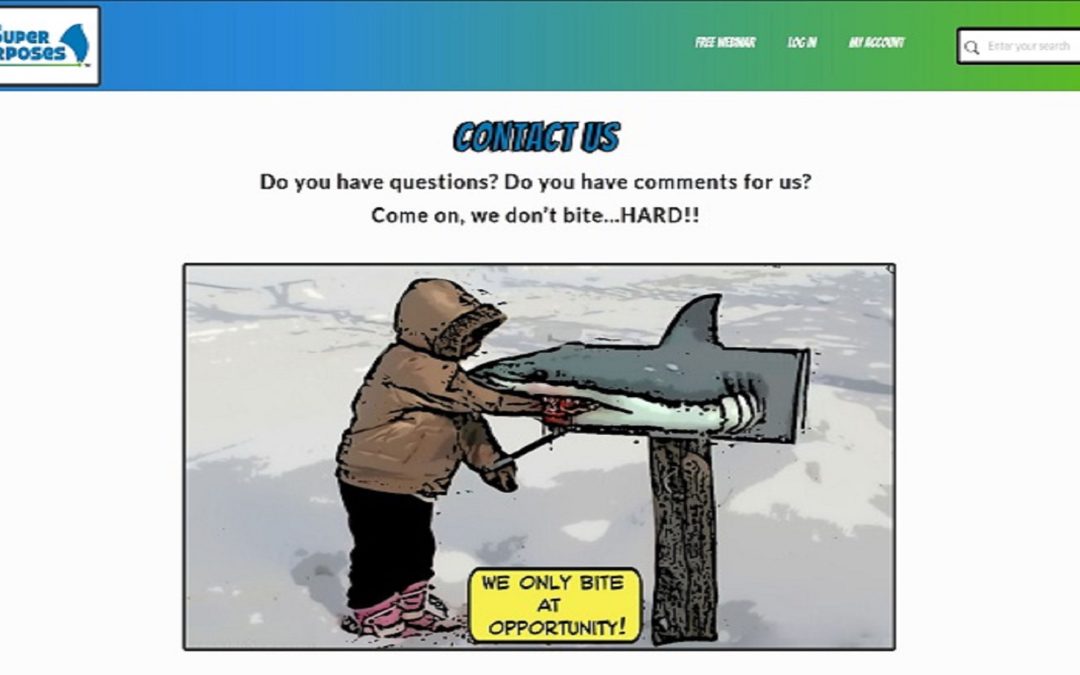 SUPER
RPOSES
FREE WEBINAR LOG IN MY ACCOUNT Enter your search
CONTACT US
Do you have questions? Do you have comments for us?
Come on, we don't bite...HARD!!
WE ONLY BITE
AT
OPPORTUNITY!